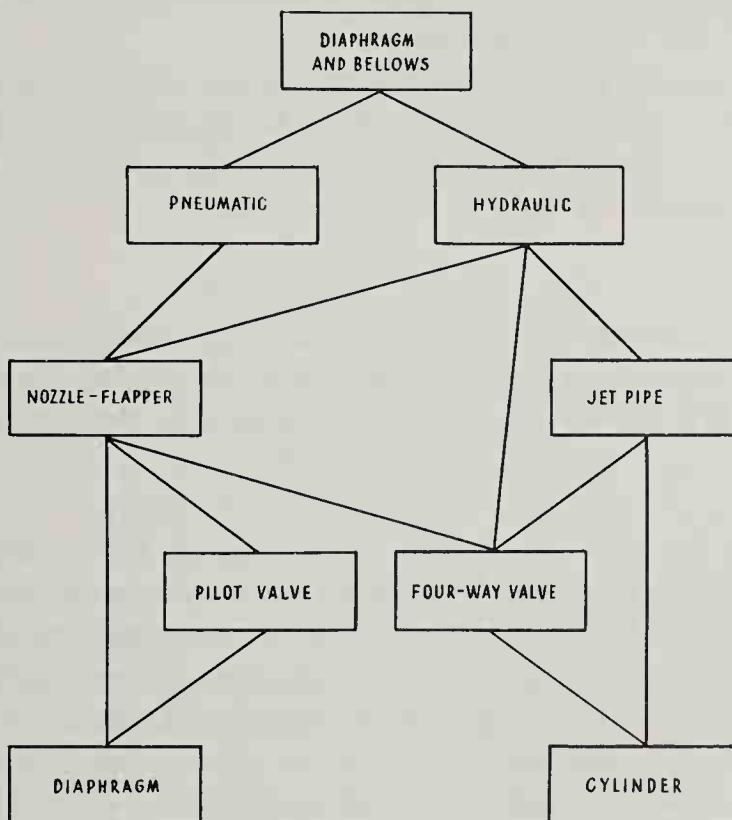 DIAPHRAGM
AND BELLOWS
PNEUMATIC
HYDRAULIC
NOZZLE-FLAPPER
JET PIPE
PILOT VALVE
FOUR-WAY VALVE
DIAPHRAGM
CYLINDER